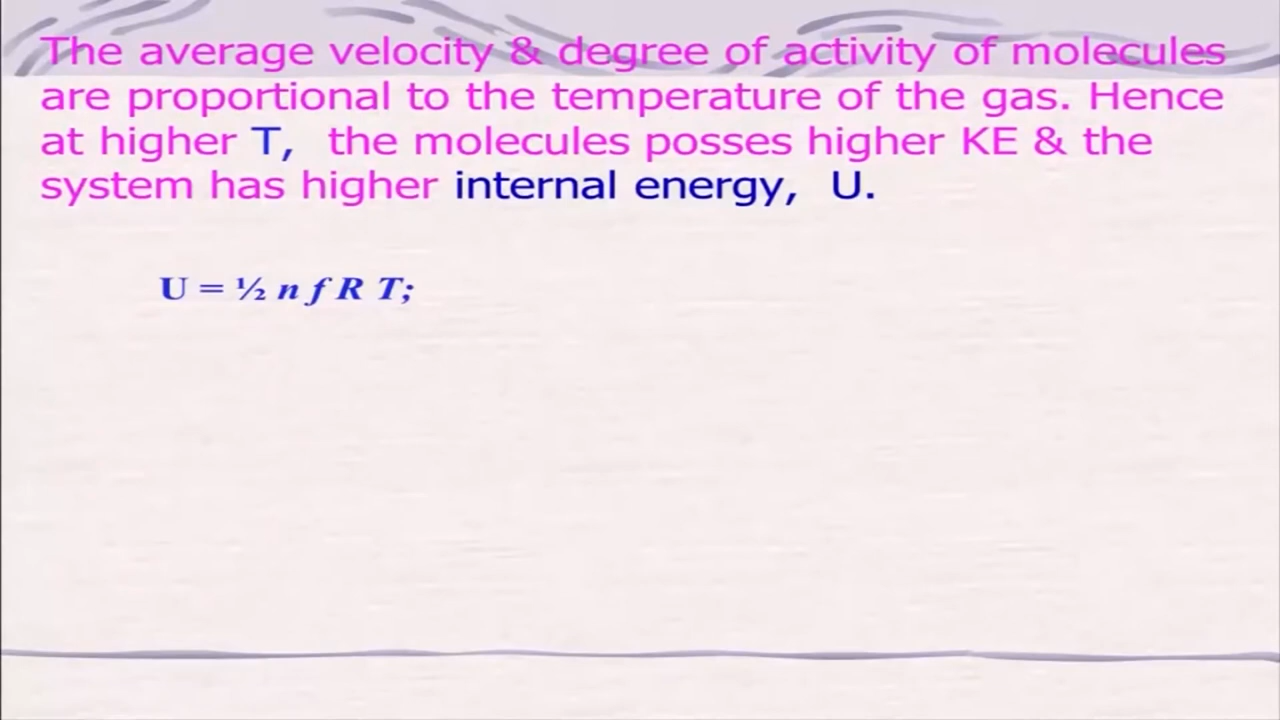 The average velocity & degree of activity of molecules
are proportional to the temperature of the gas. Hence
at higher T, the molecules posses higher KE & the
system has higher internal energy, U.
U = ½ n f R T;